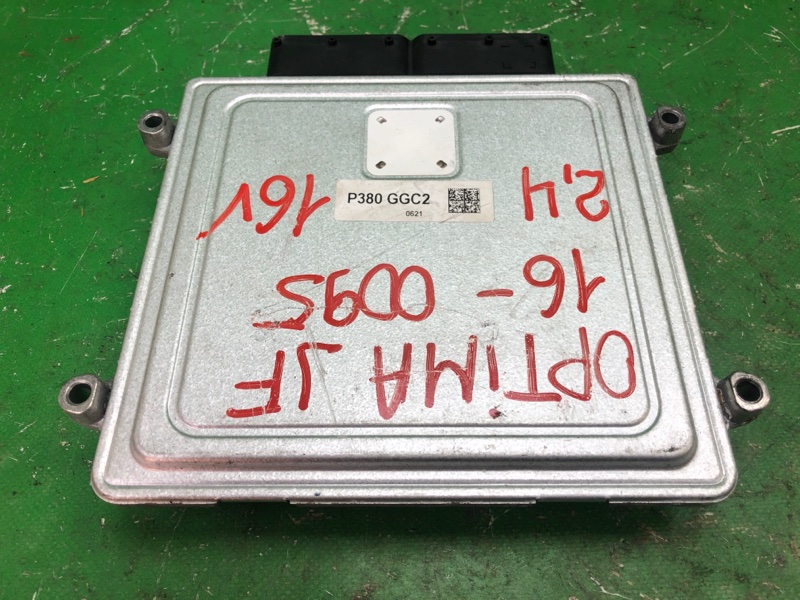 P380 GGC2
0621
OPTiMA JF
16 - 0095
2,4 16V